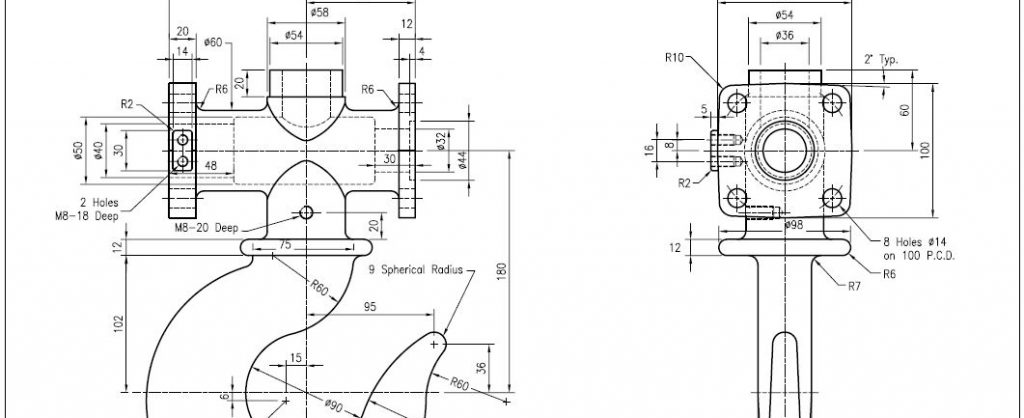 ø58
ø54
12
20
14
ø60
4
R6
20
R6
R2
ø50
ø40
30
48
30
ø32
ø44
2 Holes
M8-18 Deep
M8-20 Deep
20
12
75
9 Spherical Radius
R60
180
95
102
15
36
R60
6
ø90
ø54
ø36
R10
2° Typ.
60
5
16
8
100
R2
ø98
12
8 Holes ø14
on 100 P.C.D.
R6
R7